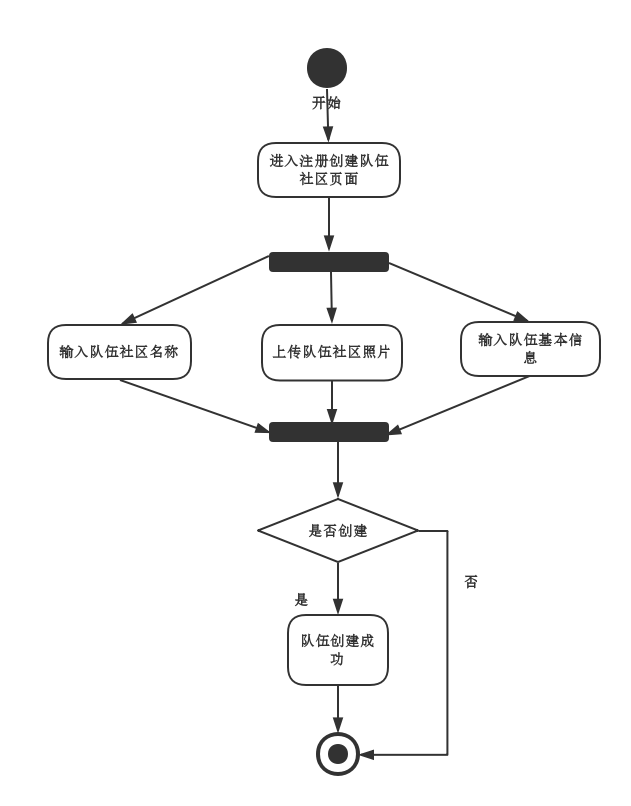 开始
进入注册创建队伍
社区页面
输入队伍社区名称
上传队伍社区照片
输入队伍基本信
息
是否创建
否
是
队伍创建成
功